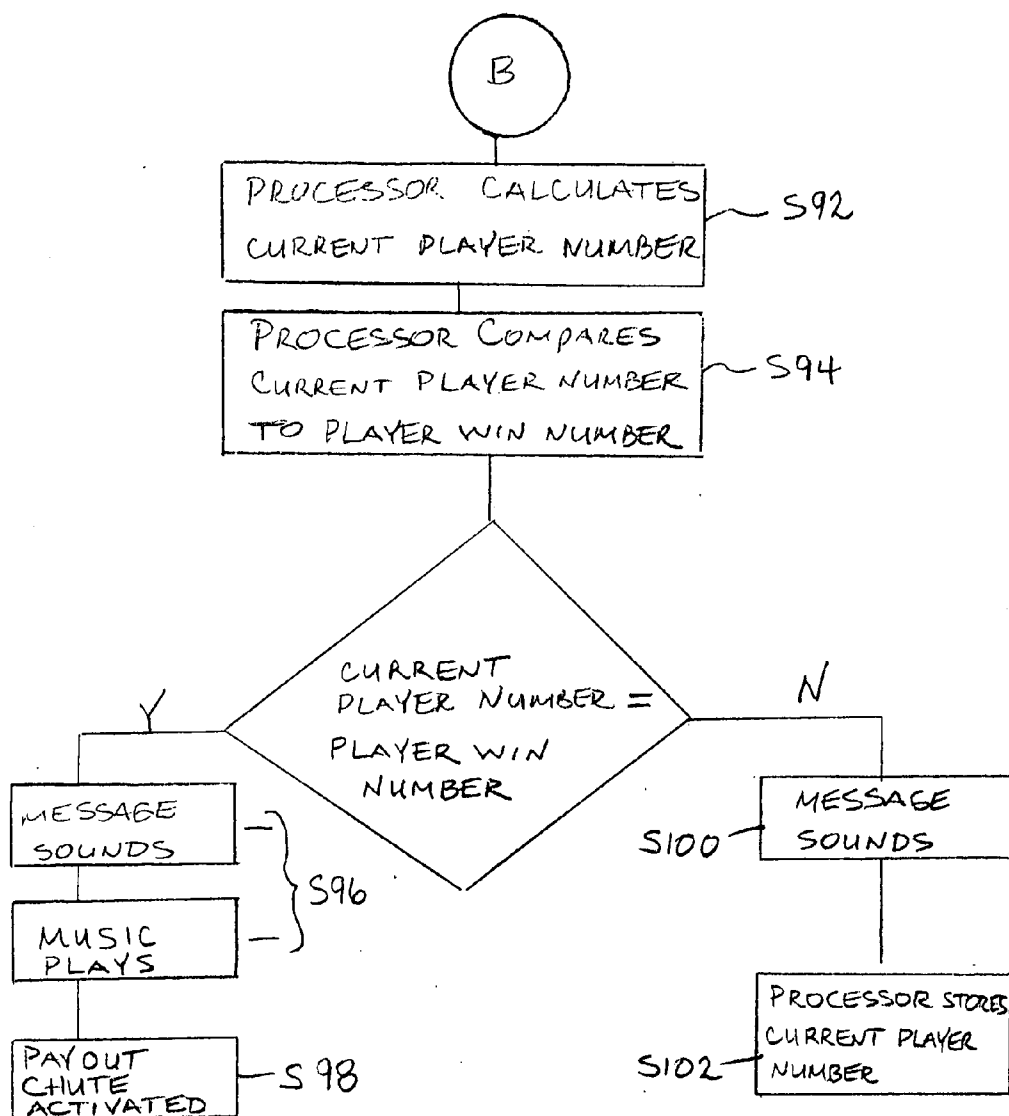 B
PROCESSOR CALCULATES
CURRENT PLAYER NUMBER
S92
PROCESSOR COMPARES
CURRENT PLAYER NUMBER
TO PLAYER WIN NUMBER
S94
CURRENT
PLAYER NUMBER =
PLAYER WIN
NUMBER
Y
N
MESSAGE
SOUNDS
MUSIC
PLAYS
S96
PAYOUT
CHUTE
ACTIVATED
S98
MESSAGE
SOUNDS
S100
PROCESSOR STORES
CURRENT PLAYER
NUMBER
S102